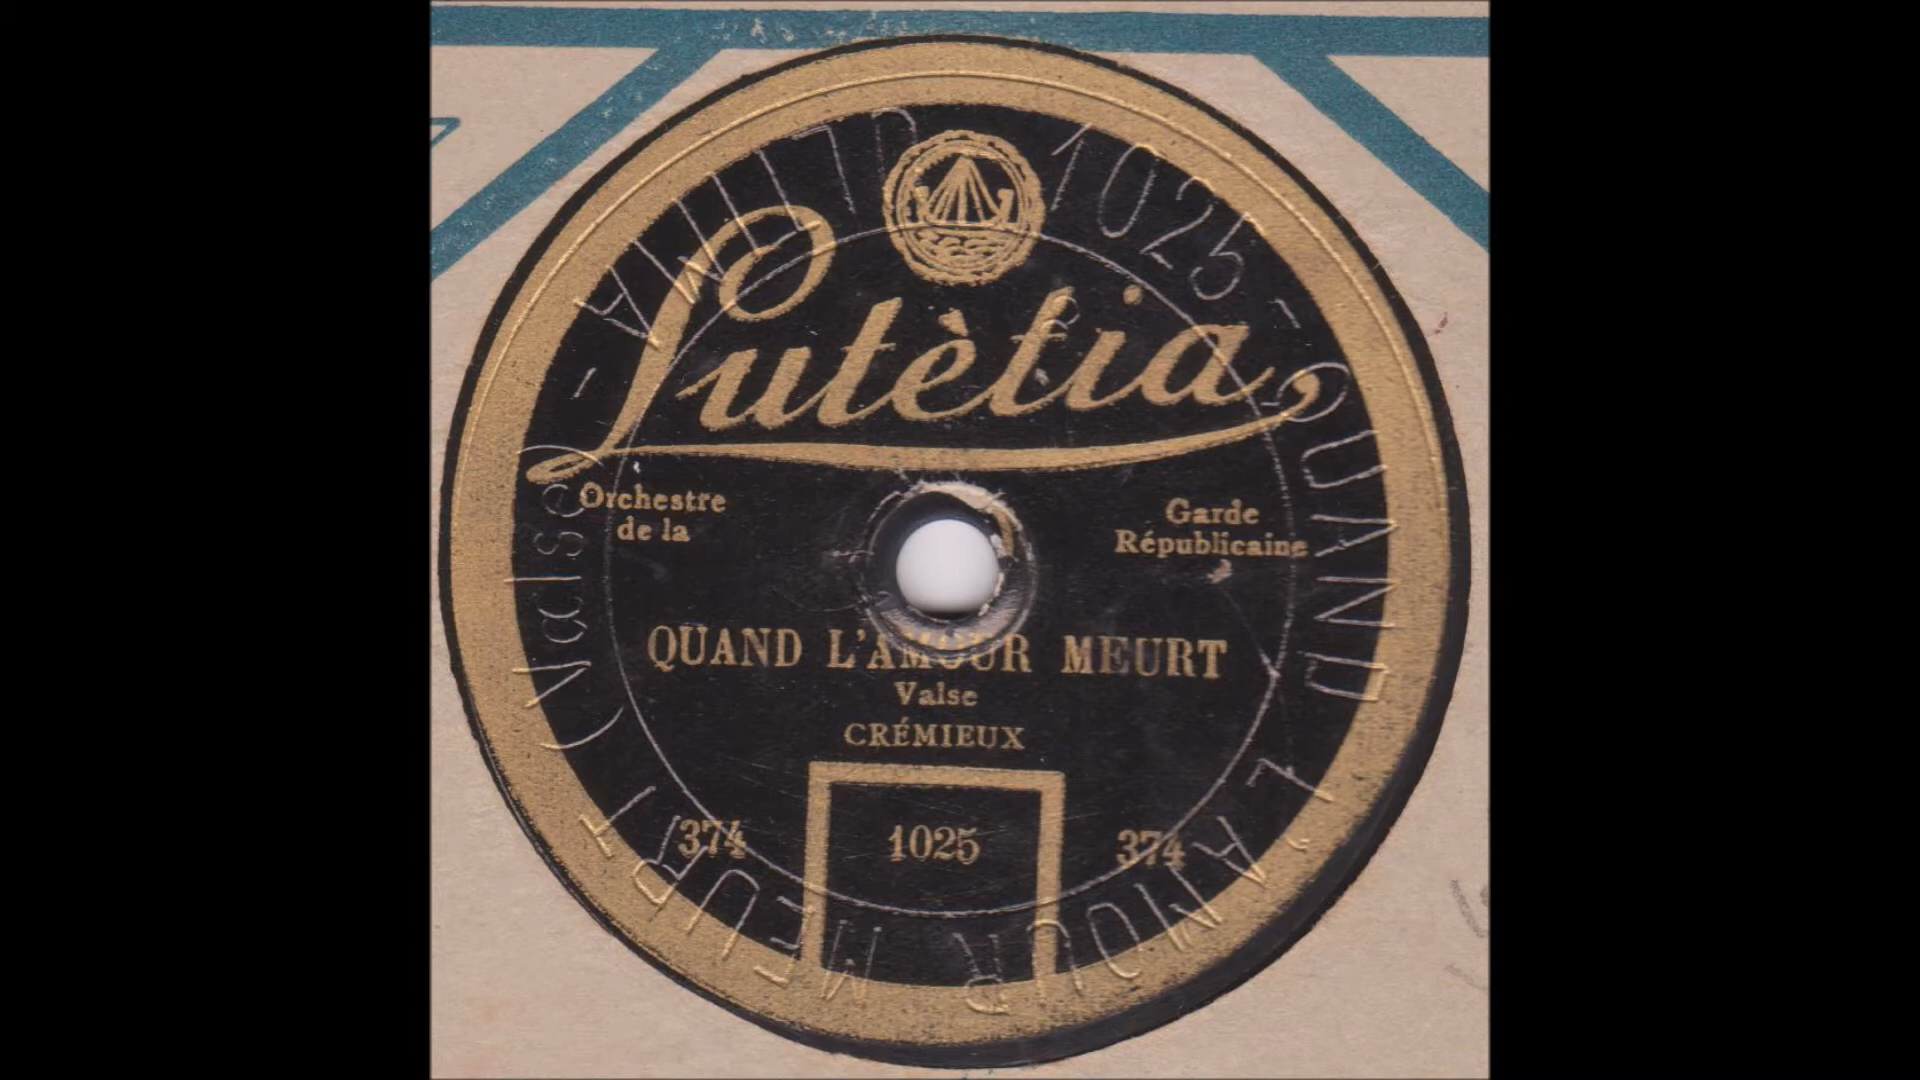 Lutètia
Orchestre
de la
Garde
Républicaine
QUAND L'AMOUR MEURT
Valse
CRÉMIEUX
374
1025
374
1025 - QUAND L'AMOUR MEURT (Valse) -